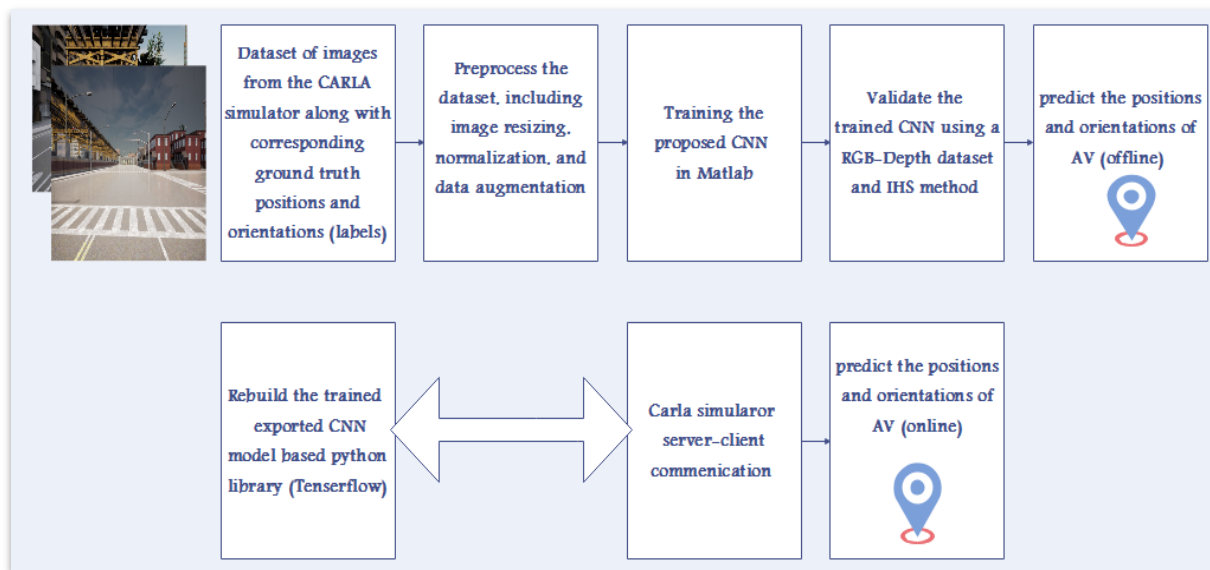 Dataset of images
from the CARLA
simulator along with
corresponding
ground truth
positions and
orientations (labels)
Preprocess the
dataset, including
image resizing,
normalization, and
data augmentation
Training the
proposed CNN
in Matlab
Validate the
trained CNN using a
RGB-Depth dataset
and IHS method
predict the positions
and orientations of
AV (offline)
Rebuild the trained
exported CNN
model based python
library (Tenserflow)
Carla simularor
server-client
commenication
predict the positions
and orientations of
AV (online)